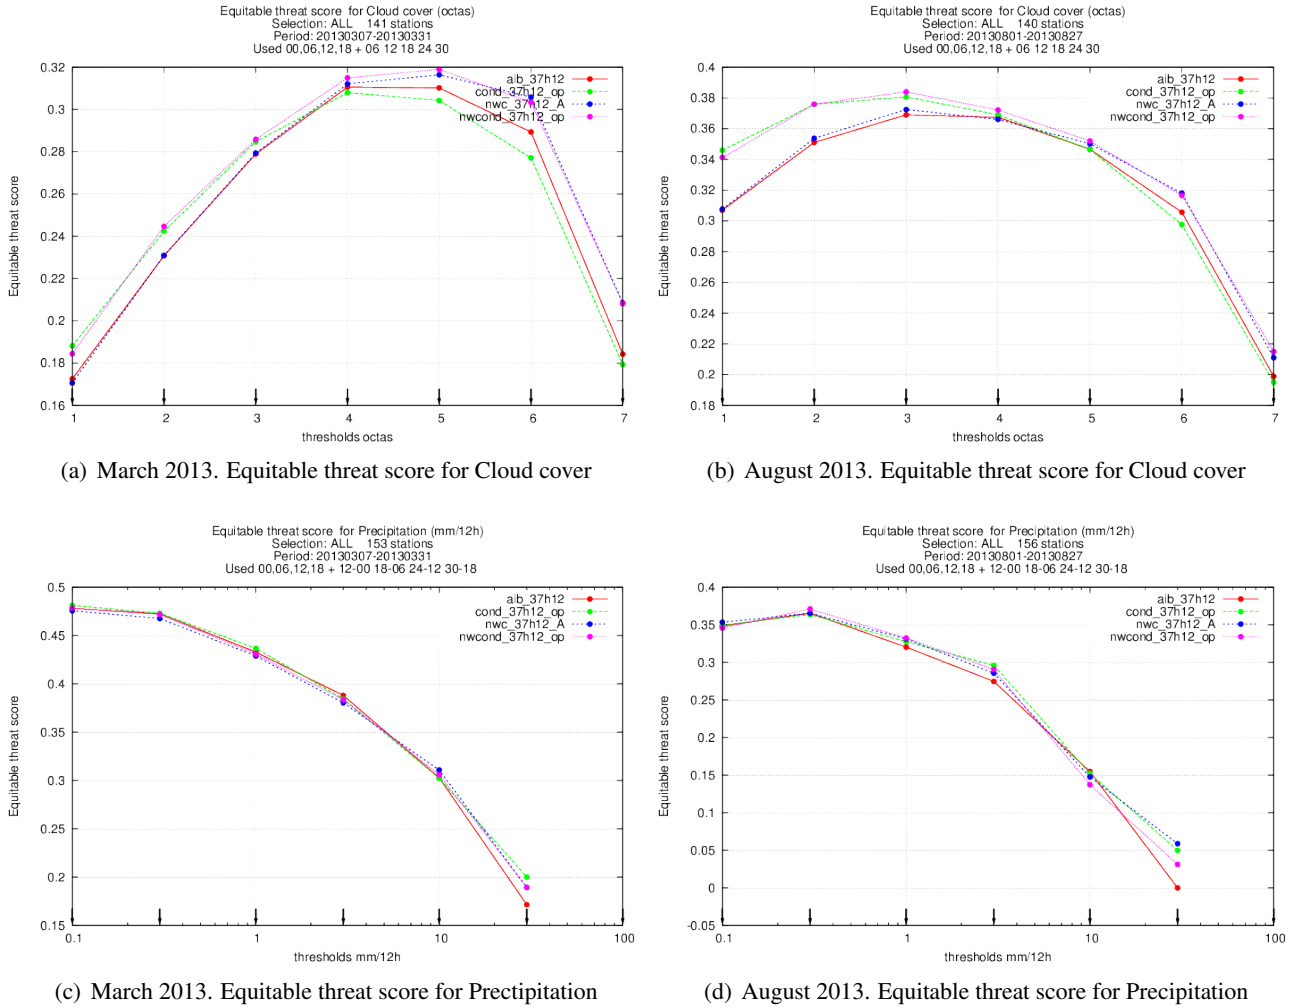 Equitable threat score for Cloud cover (octas)
Selection: ALL 141 stations
Period: 20130307-20130331
Used 00,06,12,18 + 06 12 18 24 30
aib_37h12
cond_37h12_op
nwc_37h12_A
nwcond_37h12_op
0.32
0.3
0.28
0.26
0.24
0.22
0.2
0.18
0.16
Equitable threat score
1 2 3 4 5 6 7
thresholds octas
(a) March 2013. Equitable threat score for Cloud cover
Equitable threat score for Cloud cover (octas)
Selection: ALL 140 stations
Period: 20130801-20130827
Used 00,06,12,18 + 06 12 18 24 30
aib_37h12
cond_37h12_op
nwc_37h12_A
nwcond_37h12_op
0.4
0.38
0.36
0.34
0.32
0.3
0.28
0.26
0.24
0.22
0.2
0.18
Equitable threat score
1 2 3 4 5 6 7
thresholds octas
(b) August 2013. Equitable threat score for Cloud cover
Equitable threat score for Precipitation (mm/12h)
Selection: ALL 153 stations
Period: 20130307-20130331
Used 00,06,12,18 + 12-00 18-06 24-12 30-18
aib_37h12
cond_37h12_op
nwc_37h12_A
nwcond_37h12_op
0.5
0.45
0.4
0.35
0.3
0.25
0.2
0.15
Equitable threat score
0.1 1 10 100
thresholds mm/12h
(c) March 2013. Equitable threat score for Prectipitation
Equitable threat score for Precipitation (mm/12h)
Selection: ALL 156 stations
Period: 20130801-20130827
Used 00,06,12,18 + 12-00 18-06 24-12 30-18
aib_37h12
cond_37h12_op
nwc_37h12_A
nwcond_37h12_op
0.4
0.35
0.3
0.25
0.2
0.15
0.1
0.05
0
-0.05
Equitable threat score
0.1 1 10 100
thresholds mm/12h
(d) August 2013. Equitable threat score for Precipitation